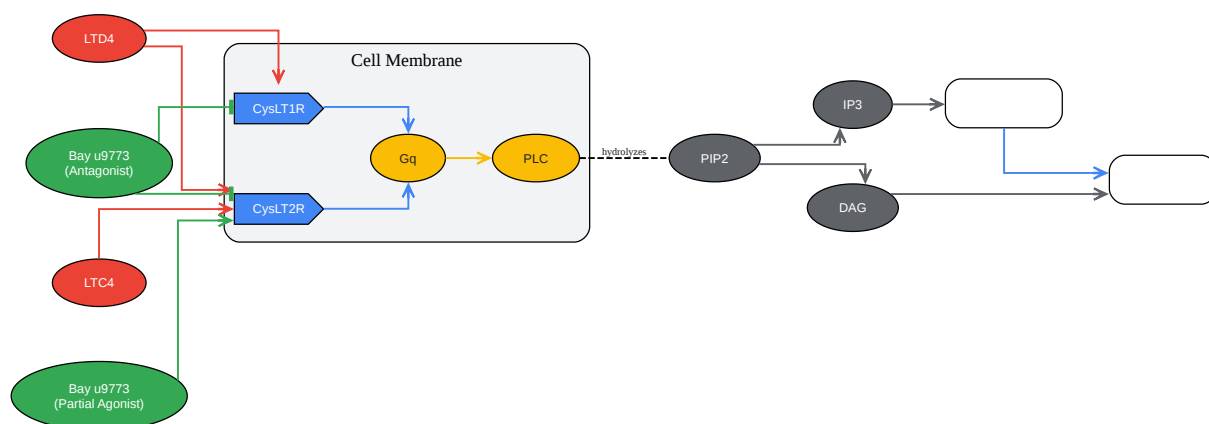 LTD4
Cell Membrane
CysLT1R
IP3
Bay u9773
(Antagonist)
Gq
PLC
hydrolyzes
PIP2
CysLT2R
DAG
LTC4
Bay u9773
(Partial Agonist)